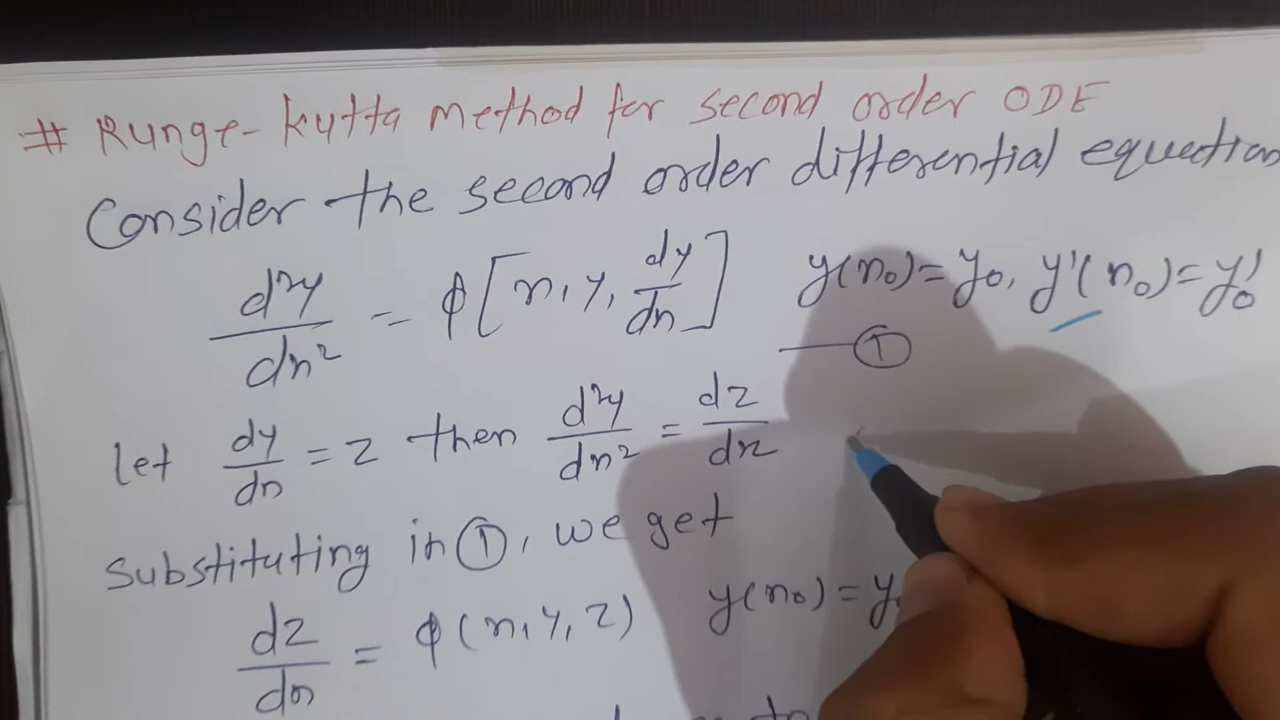 # Runge-Kutta method for second order ODE
Consider the second order differential equation
d²y/dx² = φ[x, y, dy/dx] y(x₀)=y₀, y'(x₀)=y₀' —①
let dy/dx = z then d²y/dx² = dz/dx
Substituting in ①, we get
dz/dx = φ(x, y, z) y(x₀)=y